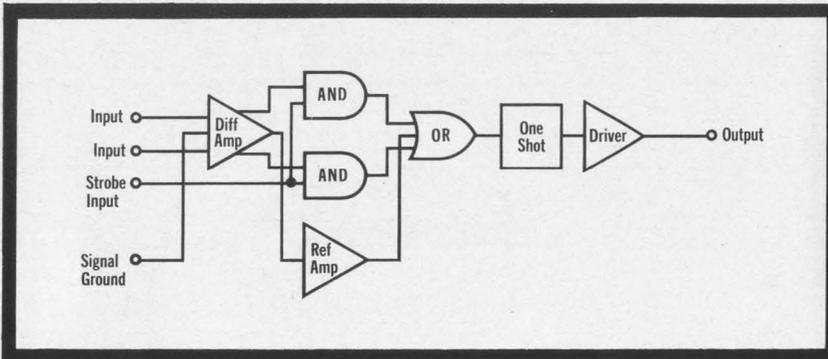 Input
Input
Strobe
Input
Signal
Ground
Diff
Amp
AND
AND
Ref
Amp
OR
One
Shot
Driver
Output